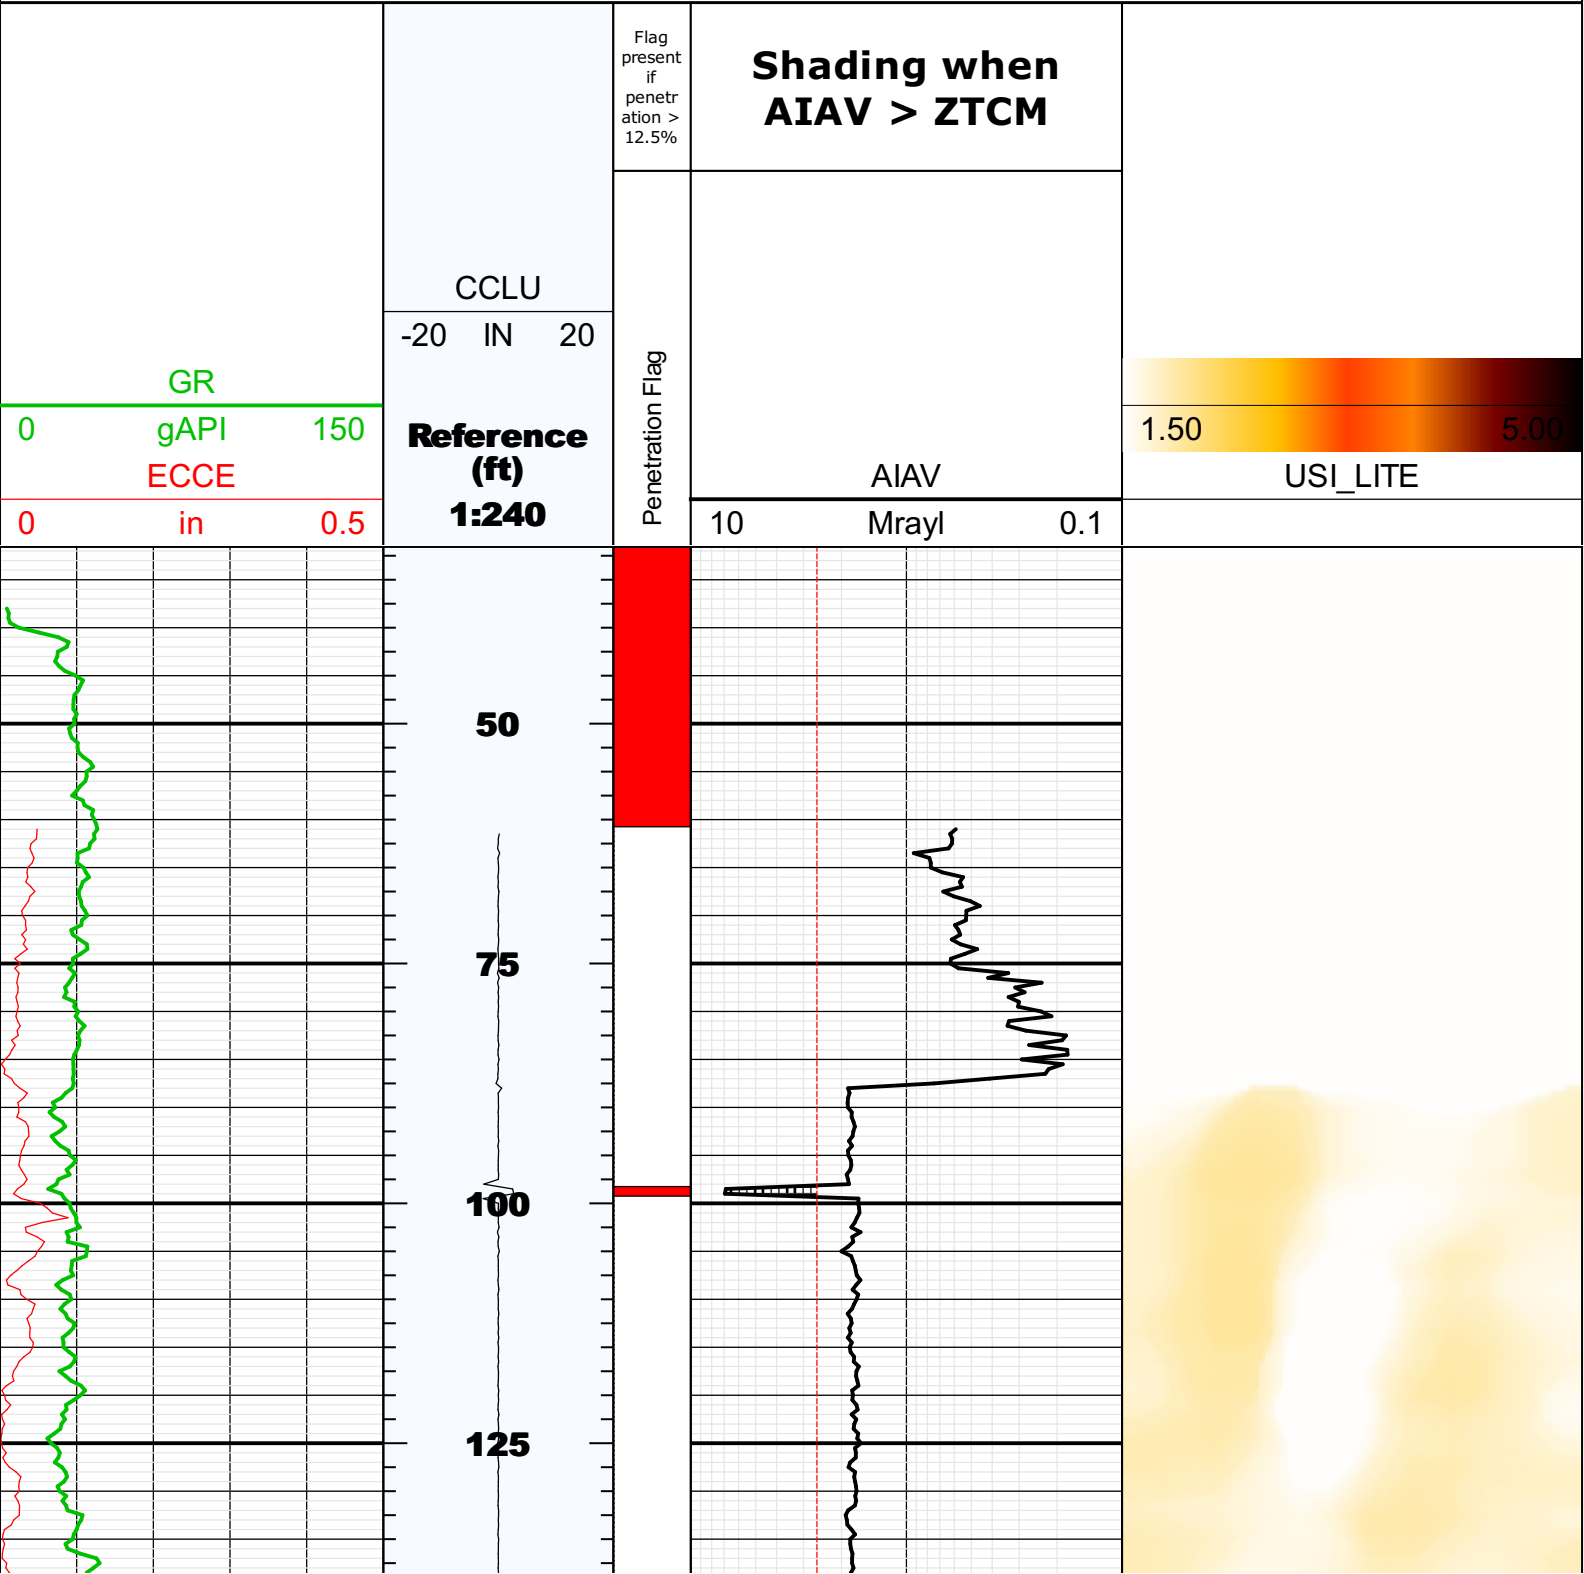 Flag
present
if
penetr
ation >
12.5%
Shading when
AIAV > ZTCM
CCLU
-20 IN 20
GR
0 gAPI 150
ECCE
0 in 0.5
Reference
(ft)
1:240
Penetration Flag
AIAV
10 Mrayl 0.1
1.50 5.00
USI_LITE
50
75
100
125